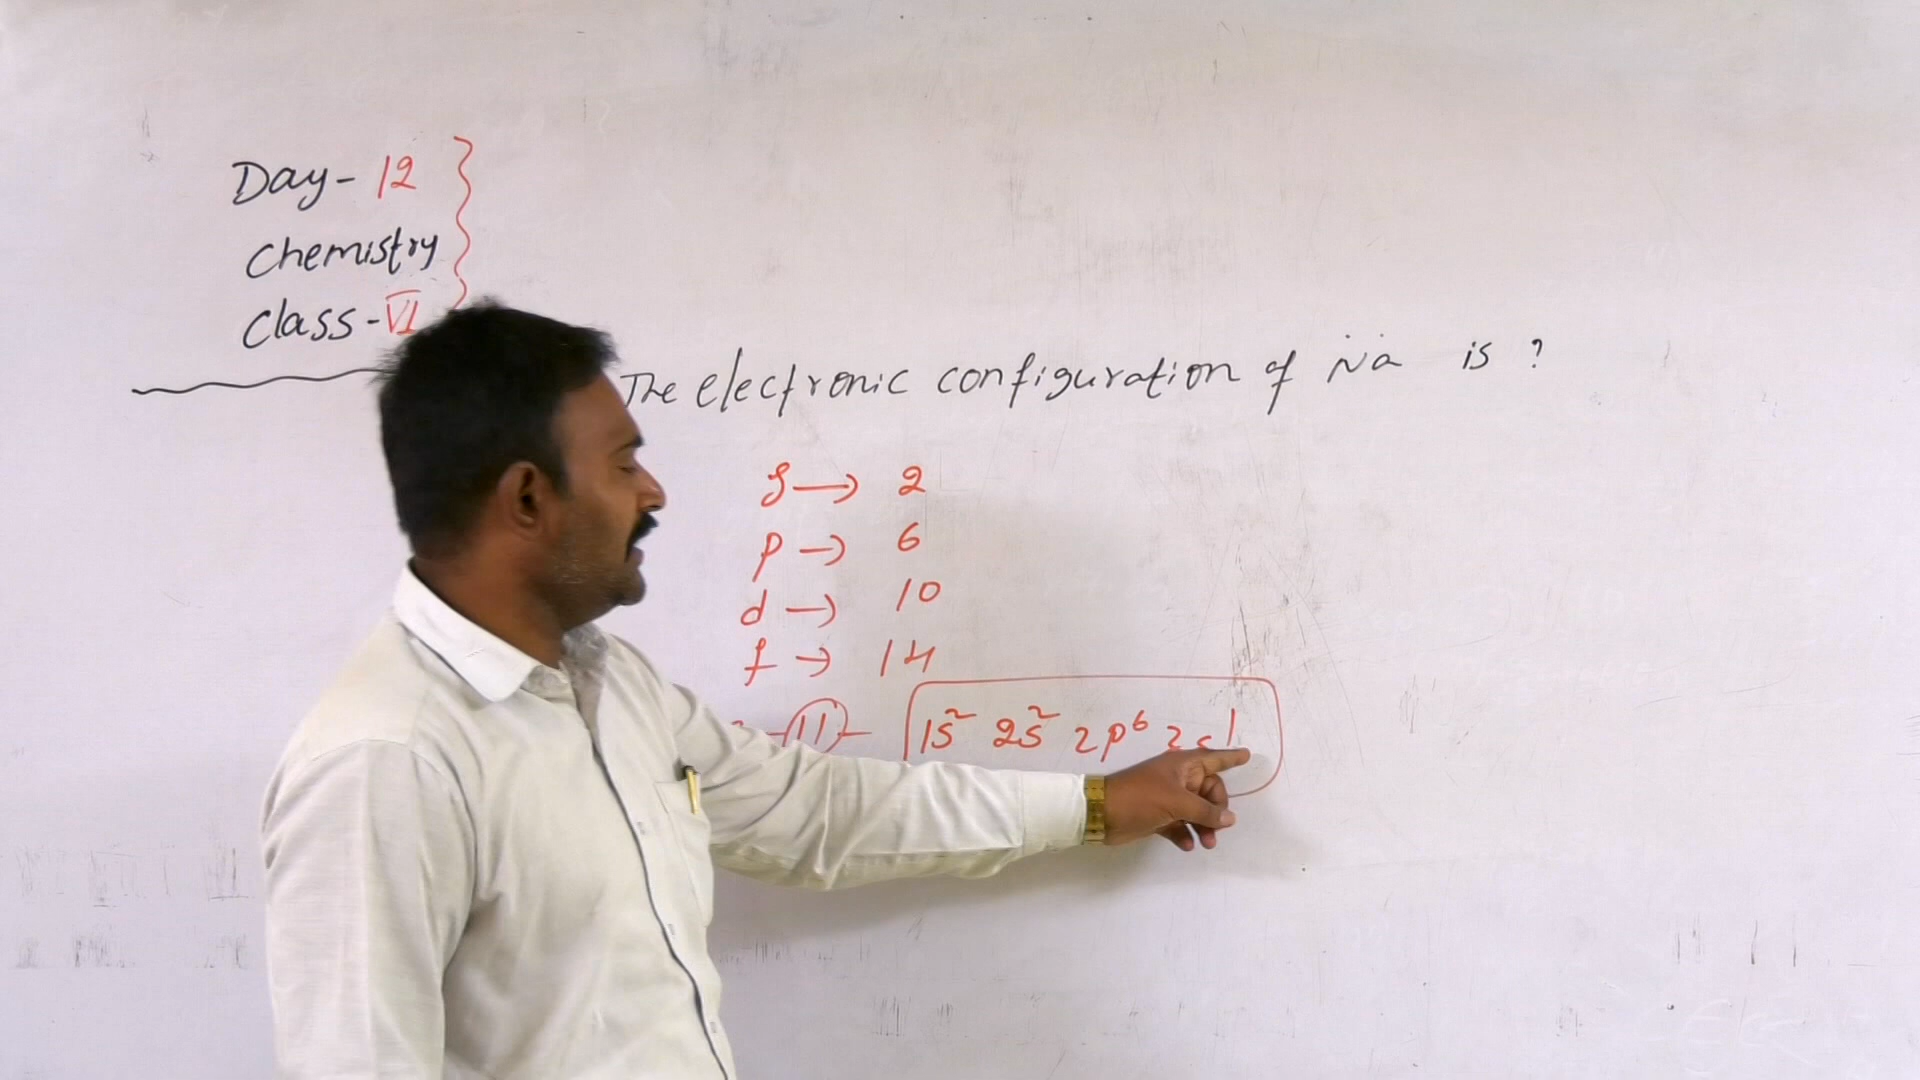 Day- 12
Chemistry
Class- VI
The electronic configuration of Na is ?
s → 2
p → 6
d → 10
f → 14
11 - 1s² 2s² 2p⁶ 3s¹